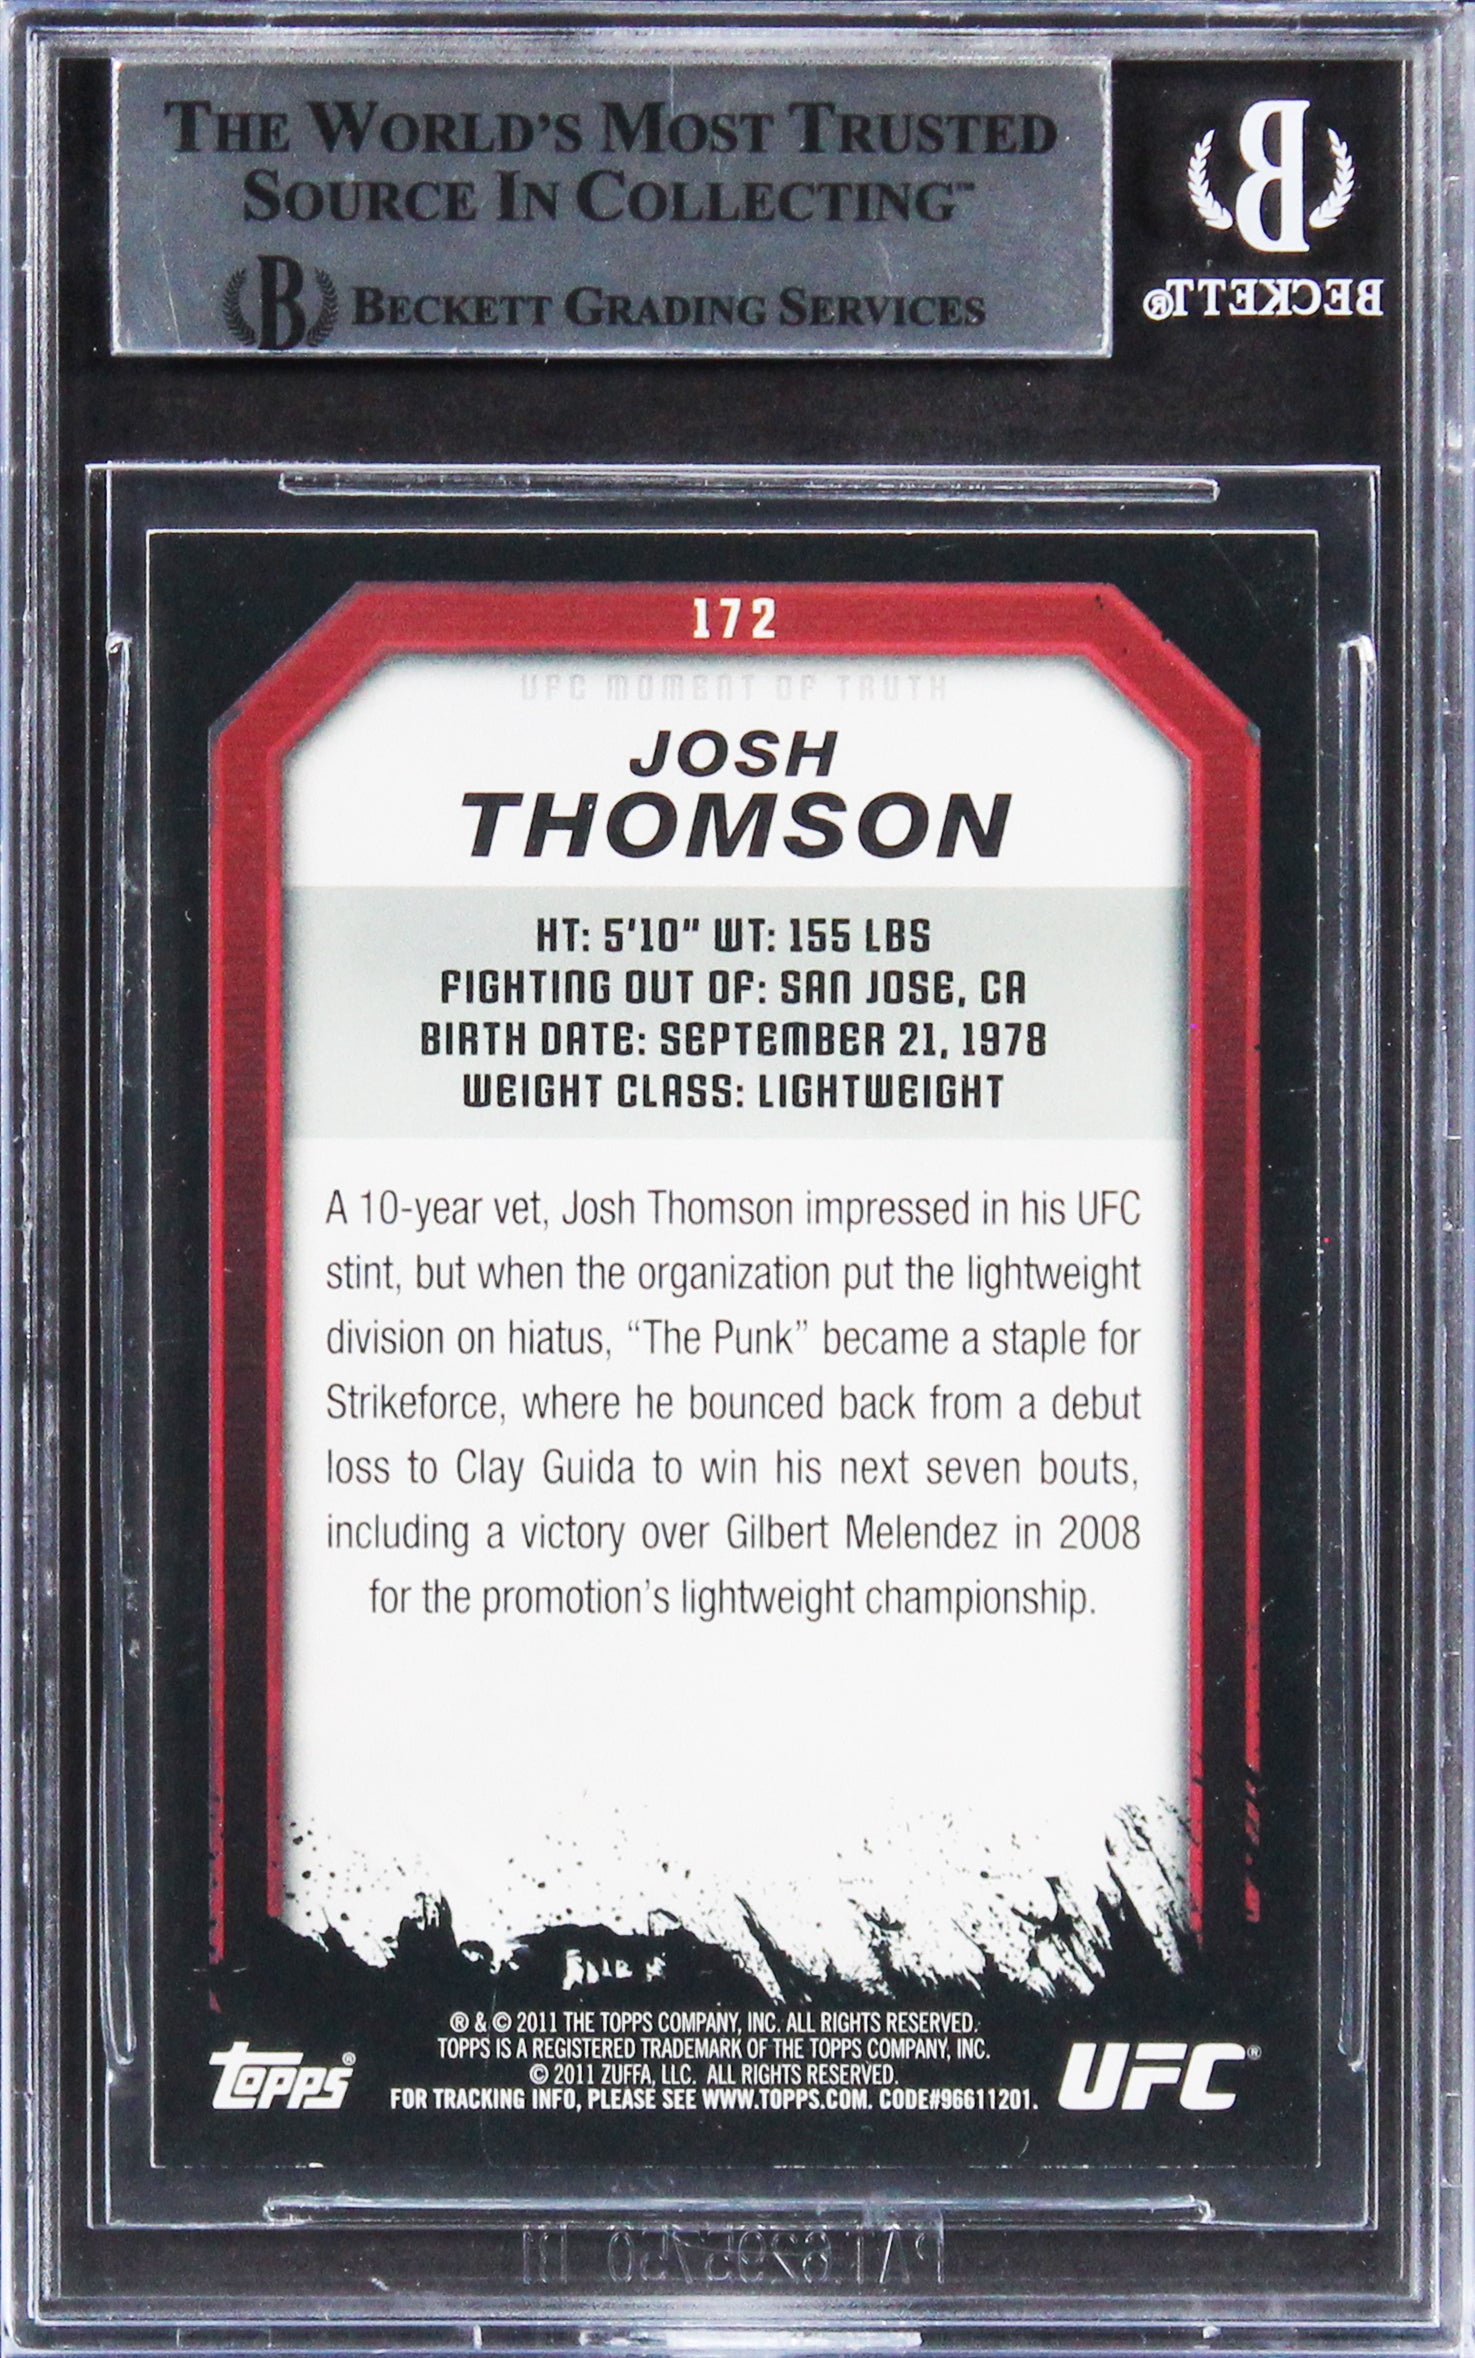 THE WORLD'S MOST TRUSTED
SOURCE IN COLLECTING™
B BECKETT GRADING SERVICES
B
BECKETT®
172
UFC MOMENT OF TRUTH
JOSH
THOMSON
HT: 5'10" WT: 155 LBS
FIGHTING OUT OF: SAN JOSE, CA
BIRTH DATE: SEPTEMBER 21, 1978
WEIGHT CLASS: LIGHTWEIGHT
A 10-year vet, Josh Thomson impressed in his UFC
stint, but when the organization put the lightweight
division on hiatus, “The Punk” became a staple for
Strikeforce, where he bounced back from a debut
loss to Clay Guida to win his next seven bouts,
including a victory over Gilbert Melendez in 2008
for the promotion's lightweight championship.
® & © 2011 THE TOPPS COMPANY, INC. ALL RIGHTS RESERVED.
TOPPS IS A REGISTERED TRADEMARK OF THE TOPPS COMPANY, INC.
© 2011 ZUFFA, LLC. ALL RIGHTS RESERVED.
FOR TRACKING INFO, PLEASE SEE WWW.TOPPS.COM. CODE#96611201.
topps®
UFC®